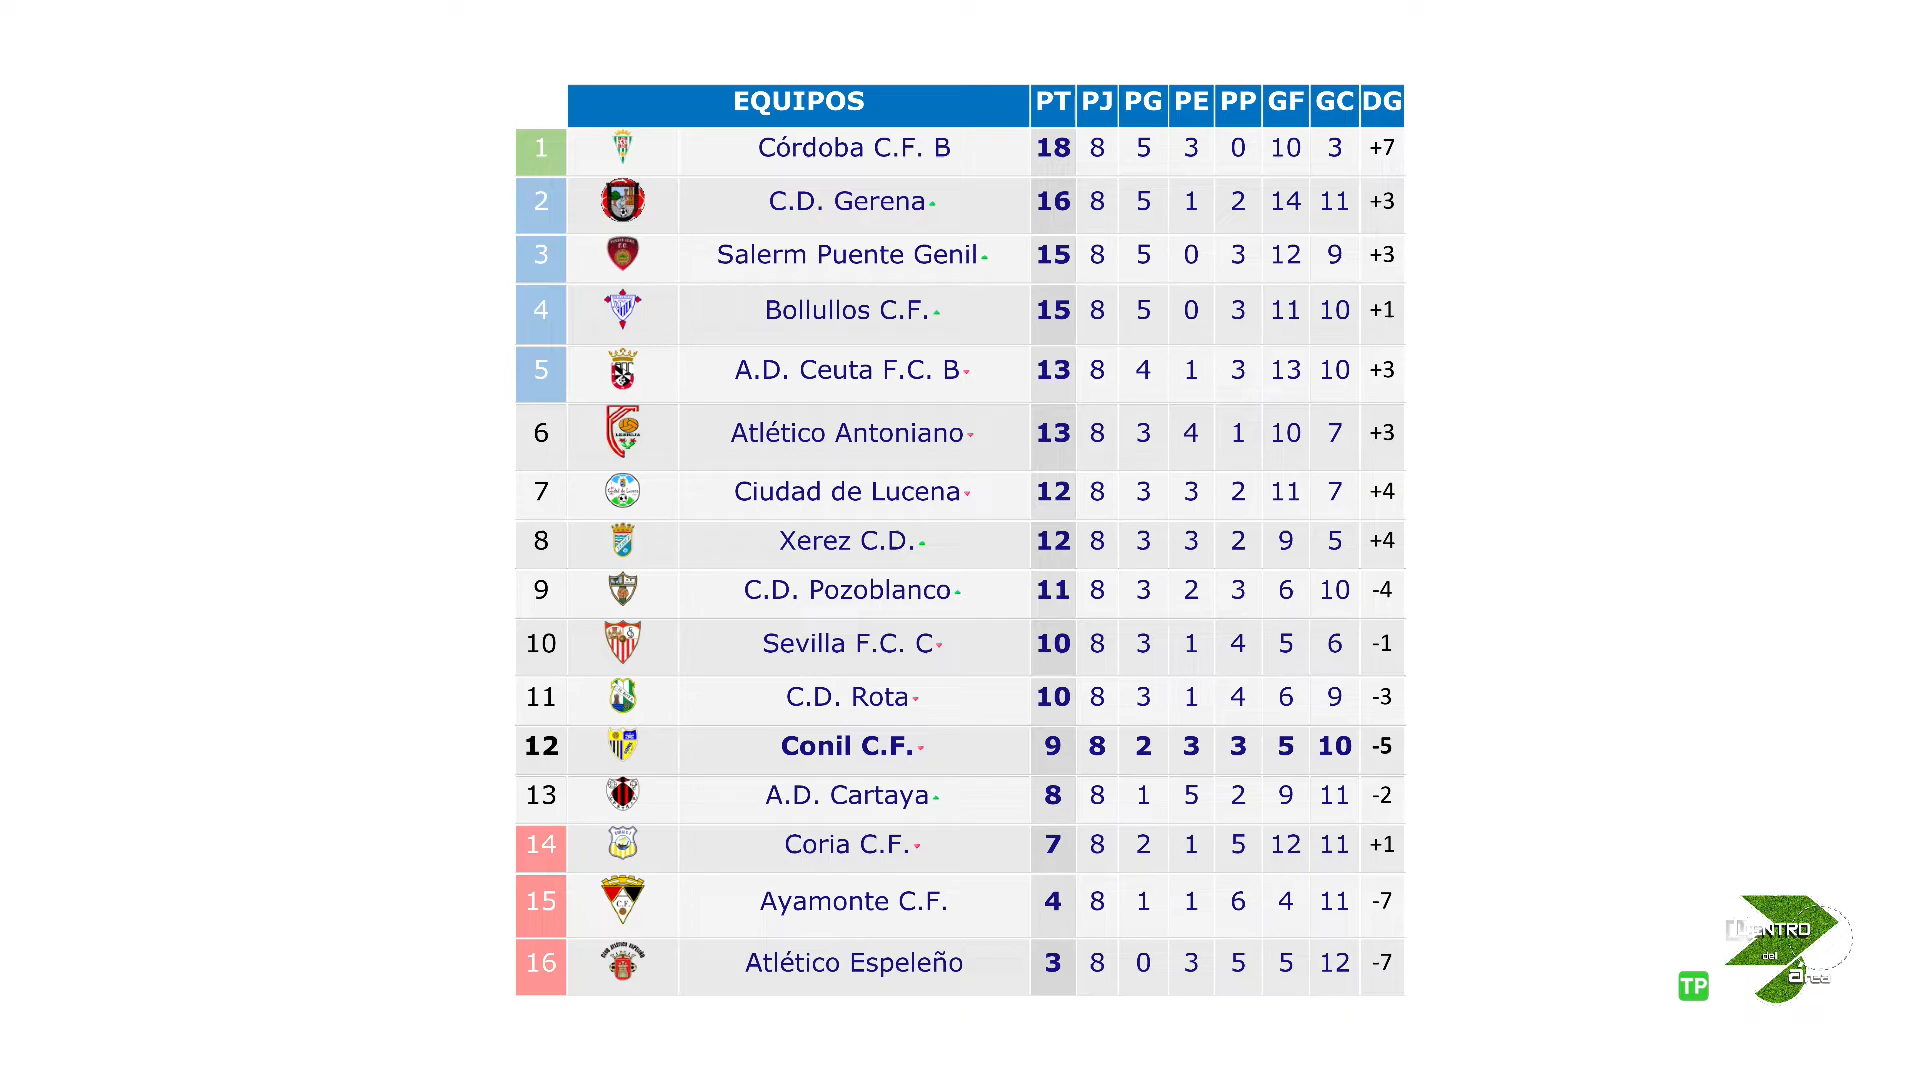 EQUIPOS PT PJ PG PE PP GF GC DG
1 Córdoba C.F. B 18 8 5 3 0 10 3 +7
2 C.D. Gerena 16 8 5 1 2 14 11 +3
3 Salerm Puente Genil 15 8 5 0 3 12 9 +3
4 Bollullos C.F. 15 8 5 0 3 11 10 +1
5 A.D. Ceuta F.C. B 13 8 4 1 3 13 10 +3
6 Atlético Antoniano 13 8 3 4 1 10 7 +3
7 Ciudad de Lucena 12 8 3 3 2 11 7 +4
8 Xerez C.D. 12 8 3 3 2 9 5 +4
9 C.D. Pozoblanco 11 8 3 2 3 6 10 -4
10 Sevilla F.C. C 10 8 3 1 4 5 6 -1
11 C.D. Rota 10 8 3 1 4 6 9 -3
12 Conil C.F. 9 8 2 3 3 5 10 -5
13 A.D. Cartaya 8 8 1 5 2 9 11 -2
14 Coria C.F. 7 8 2 1 5 12 11 +1
15 Ayamonte C.F. 4 8 1 1 6 4 11 -7
16 Atlético Espeleño 3 8 0 3 5 5 12 -7
DENTRO
del
área
TP